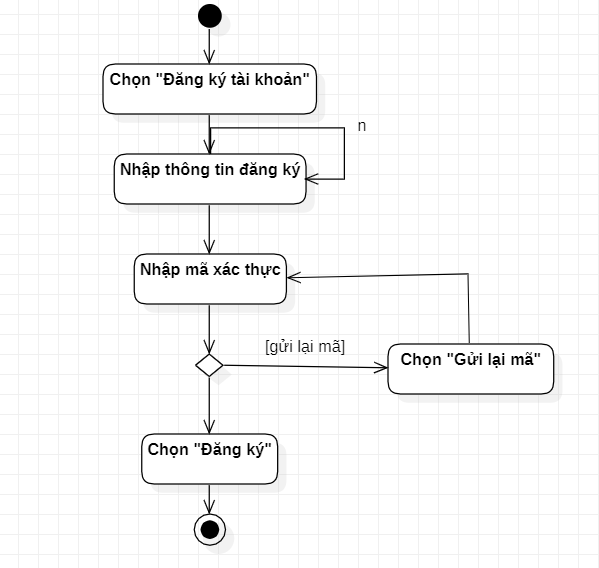 Chọn "Đăng ký tài khoản"
n
Nhập thông tin đăng ký
Nhập mã xác thực
[gửi lại mã]
Chọn "Gửi lại mã"
Chọn "Đăng ký"